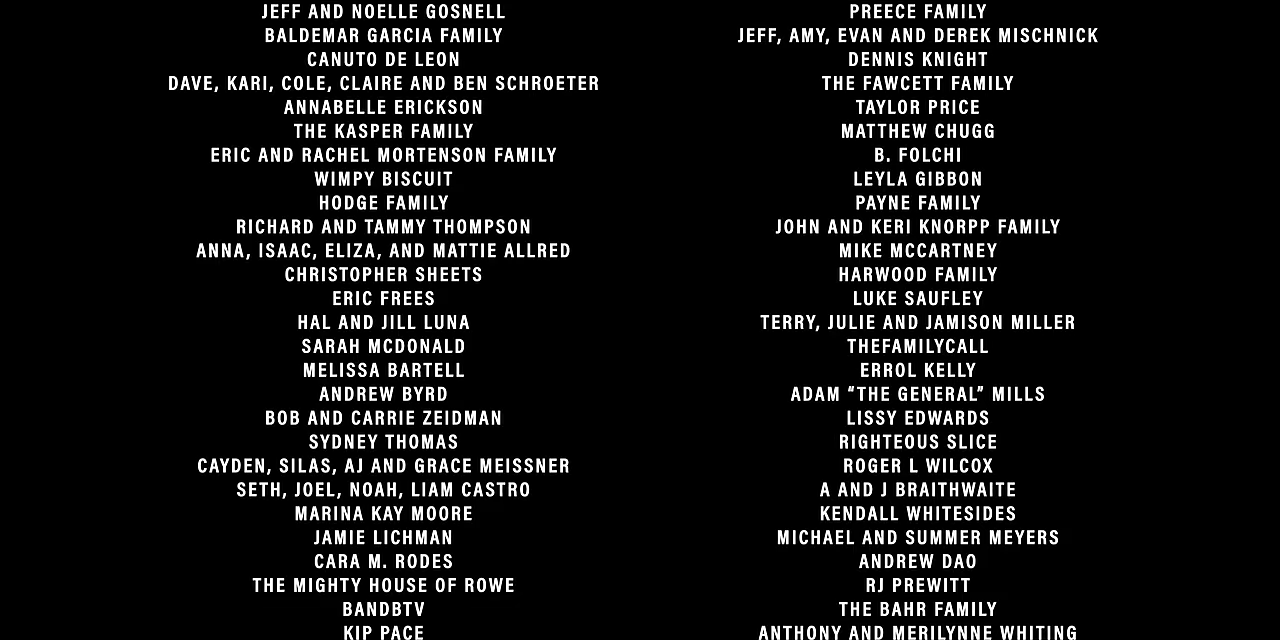 JEFF AND NOELLE GOSNELL
BALDEMAR GARCIA FAMILY
CANUTO DE LEON
DAVE, KARI, COLE, CLAIRE AND BEN SCHROETER
ANNABELLE ERICKSON
THE KASPER FAMILY
ERIC AND RACHEL MORTENSON FAMILY
WIMPY BISCUIT
HODGE FAMILY
RICHARD AND TAMMY THOMPSON
ANNA, ISAAC, ELIZA, AND MATTIE ALLRED
CHRISTOPHER SHEETS
ERIC FREES
HAL AND JILL LUNA
SARAH MCDONALD
MELISSA BARTELL
ANDREW BYRD
BOB AND CARRIE ZEIDMAN
SYDNEY THOMAS
CAYDEN, SILAS, AJ AND GRACE MEISSNER
SETH, JOEL, NOAH, LIAM CASTRO
MARINA KAY MOORE
JAMIE LICHMAN
CARA M. RODES
THE MIGHTY HOUSE OF ROWE
BANDBTV
KIP PACE
PREECE FAMILY
JEFF, AMY, EVAN AND DEREK MISCHNICK
DENNIS KNIGHT
THE FAWCETT FAMILY
TAYLOR PRICE
MATTHEW CHUGG
B. FOLCHI
LEYLA GIBBON
PAYNE FAMILY
JOHN AND KERI KNORPP FAMILY
MIKE MCCARTNEY
HARWOOD FAMILY
LUKE SAUFLEY
TERRY, JULIE AND JAMISON MILLER
THEFAMILYCALL
ERROL KELLY
ADAM “THE GENERAL” MILLS
LISSY EDWARDS
RIGHTEOUS SLICE
ROGER L WILCOX
A AND J BRAITHWAITE
KENDALL WHITESIDES
MICHAEL AND SUMMER MEYERS
ANDREW DAO
RJ PREWITT
THE BAHR FAMILY
ANTHONY AND MERILYNNE WHITING